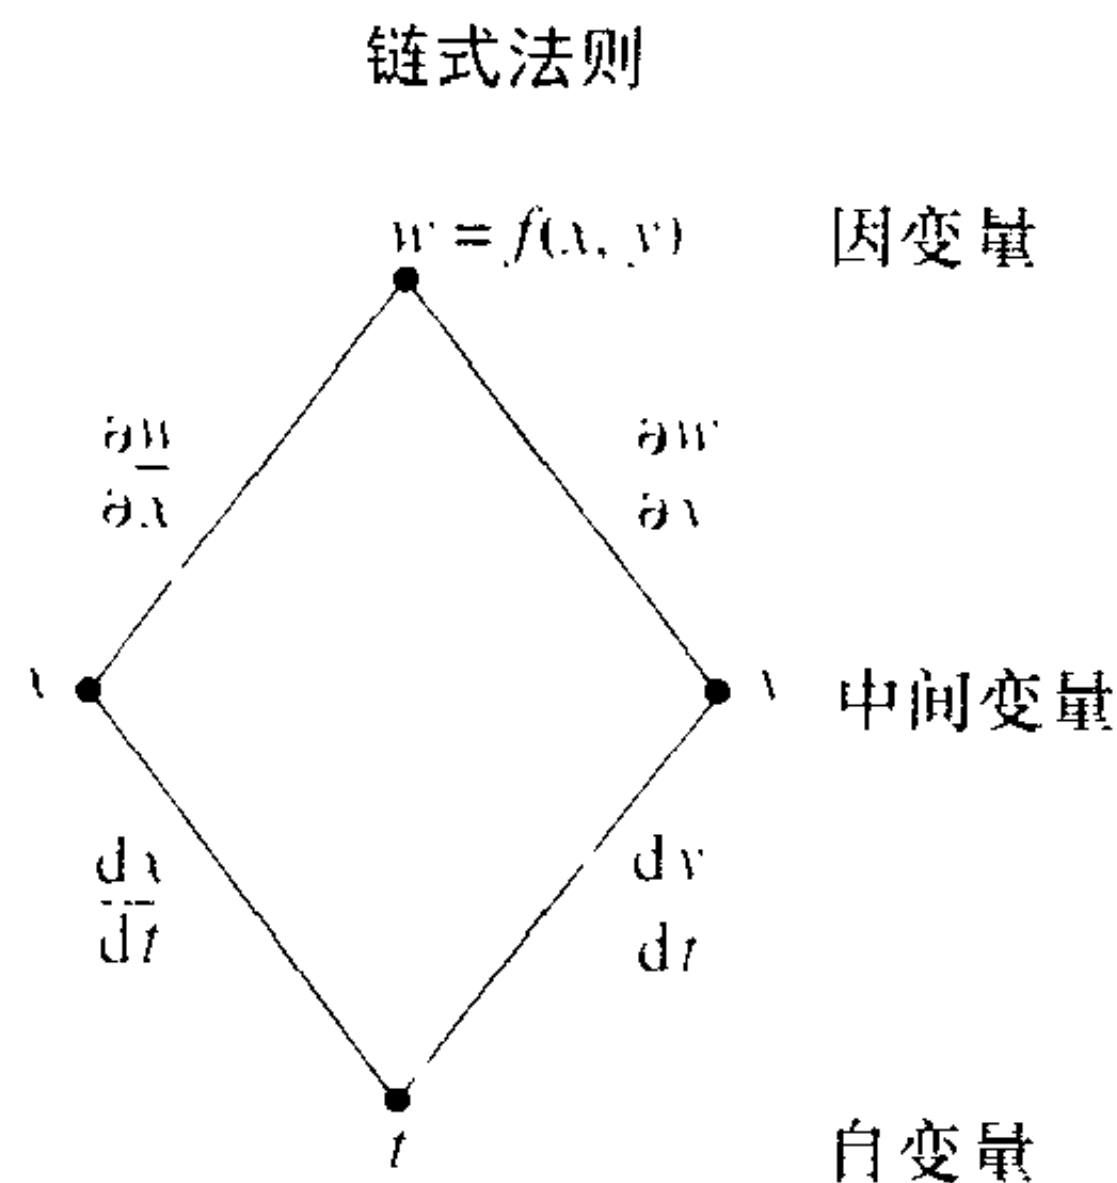 链式法则
w = f(x, y) 因变量
∂w ∂w
∂x ∂y
x y 中间变量
dx dy
dt dt
t 自变量